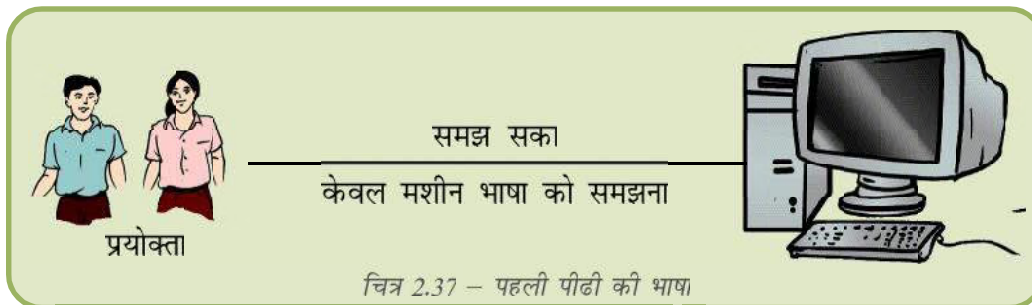 समझ सका
केवल मशीन भाषा को समझना
प्रयोक्ता
चित्र 2.37 – पहली पीढी की भाषा